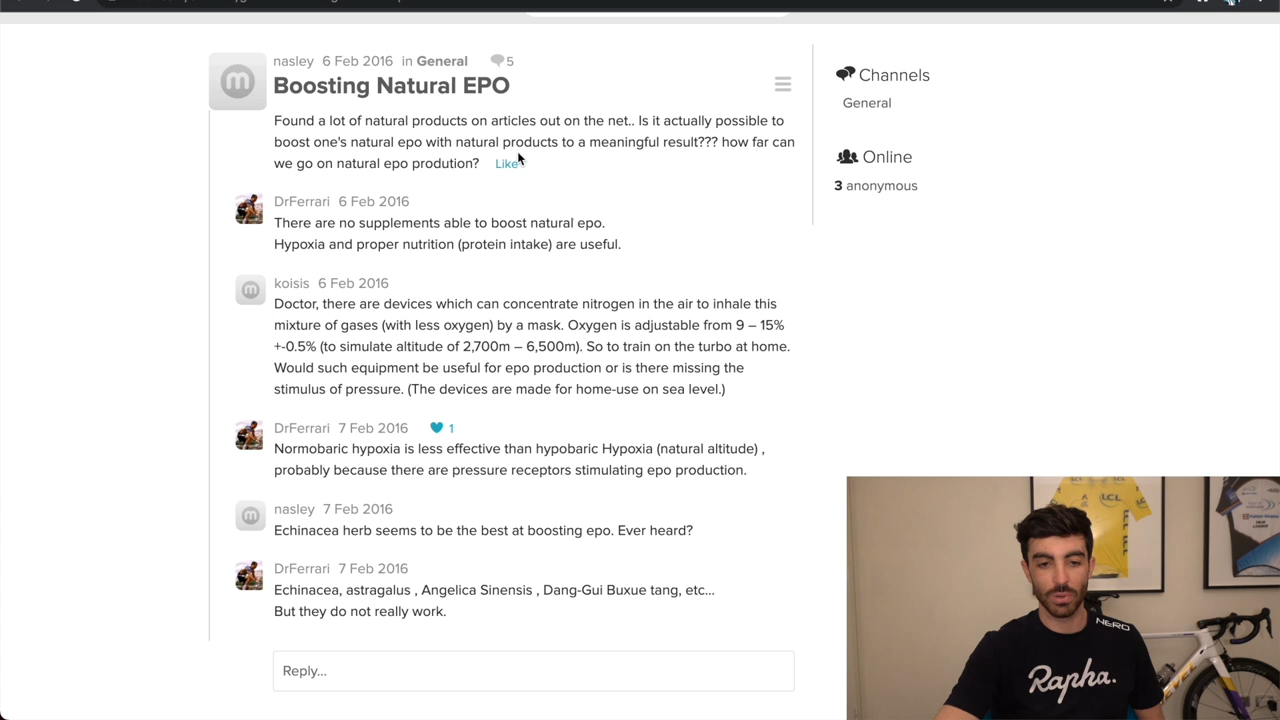 nasley 6 Feb 2016 in General 5
Boosting Natural EPO
Found a lot of natural products on articles out on the net.. Is it actually possible to
boost one's natural epo with natural products to a meaningful result??? how far can
we go on natural epo prodution? Like
DrFerrari 6 Feb 2016
There are no supplements able to boost natural epo.
Hypoxia and proper nutrition (protein intake) are useful.
koisis 6 Feb 2016
Doctor, there are devices which can concentrate nitrogen in the air to inhale this
mixture of gases (with less oxygen) by a mask. Oxygen is adjustable from 9 – 15%
+-0.5% (to simulate altitude of 2,700m – 6,500m). So to train on the turbo at home.
Would such equipment be useful for epo production or is there missing the
stimulus of pressure. (The devices are made for home-use on sea level.)
DrFerrari 7 Feb 2016 1
Normobaric hypoxia is less effective than hypobaric Hypoxia (natural altitude) ,
probably because there are pressure receptors stimulating epo production.
nasley 7 Feb 2016
Echinacea herb seems to be the best at boosting epo. Ever heard?
DrFerrari 7 Feb 2016
Echinacea, astragalus , Angelica Sinensis , Dang-Gui Buxue tang, etc...
But they do not really work.
Reply...
Channels
General
Online
3 anonymous
LCL
LCL
NERO
Rapha.